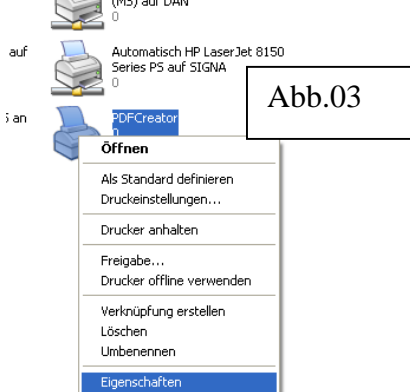 (MS) auf DAN
0
auf
Automatisch HP LaserJet 8150
Series PS auf SIGNA
0
Abb.03
an
PDFCreator
0
Öffnen
Als Standard definieren
Druckeinstellungen...
Drucker anhalten
Freigabe...
Drucker offline verwenden
Verknüpfung erstellen
Löschen
Umbenennen
Eigenschaften